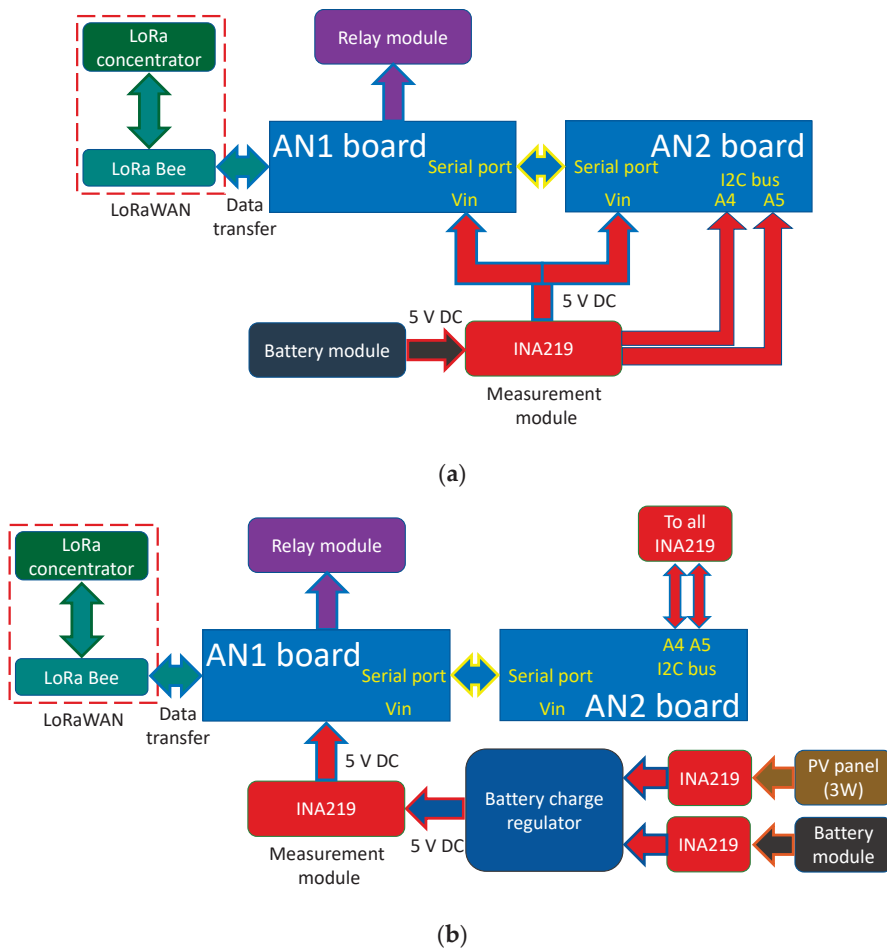 LoRa
concentrator
LoRa Bee
LoRaWAN
Data
transfer
Relay module
AN1 board
Serial port
Vin
AN2 board
Serial port
I2C bus
Vin
A4
A5
5 V DC
5 V DC
Battery module
INA219
Measurement
module
(a)
LoRa
concentrator
LoRa Bee
LoRaWAN
Data
transfer
Relay module
To all
INA219
AN1 board
Serial port
Vin
A4 A5
I2C bus
Serial port
Vin
AN2 board
5 V DC
INA219
Measurement
module
5 V DC
Battery charge
regulator
INA219
PV panel
(3W)
INA219
Battery
module
(b)